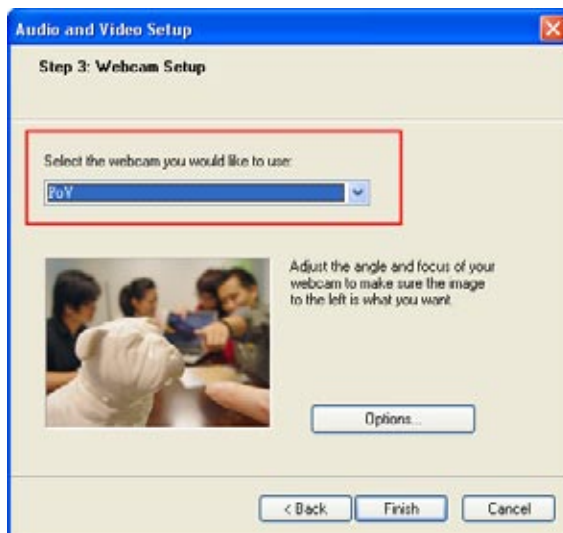 Audio and Video Setup
Step 3: Webcam Setup
Select the webcam you would like to use:
PoV
Adjust the angle and focus of your
webcam to make sure the image
to the left is what you want.
Options...
< Back
Finish
Cancel